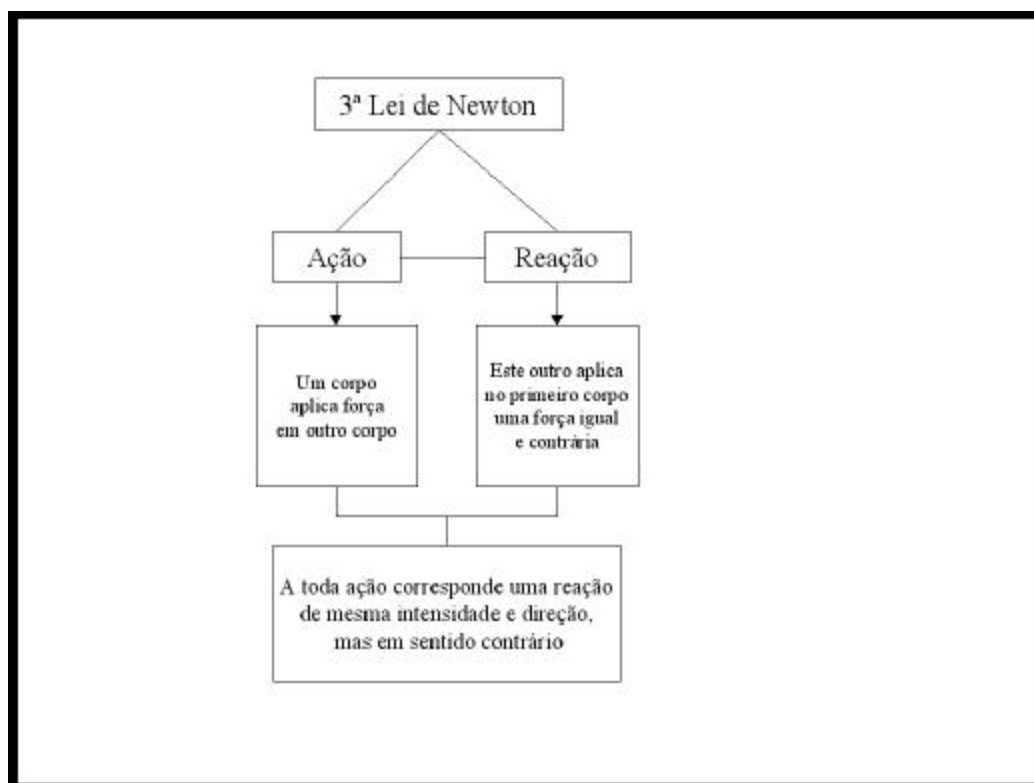 3ª Lei de Newton
Ação
Reação
Um corpo
aplica força
em outro corpo
Este outro aplica
no primeiro corpo
uma força igual
e contrária
A toda ação corresponde uma reação
de mesma intensidade e direção,
mas em sentido contrário